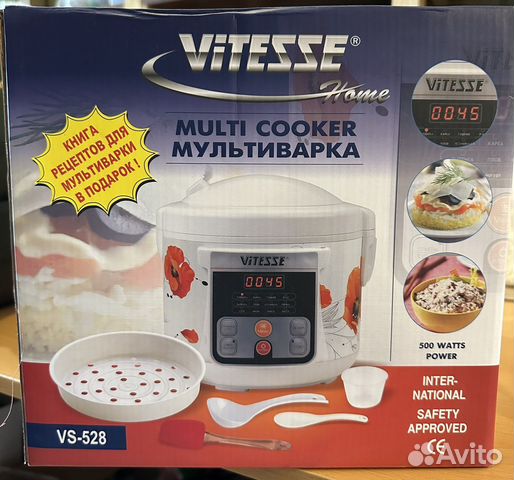 ViTESSE®
Home
MULTI COOKER
МУЛЬТИВАРКА
КНИГА
РЕЦЕПТОВ ДЛЯ
МУЛЬТИВАРКИ
В ПОДАРОК !
ViTESSE
0045
ViTESSE
0045
500 WATTS
POWER
INTER-
NATIONAL
SAFETY
APPROVED
CE
VS-528
Avito